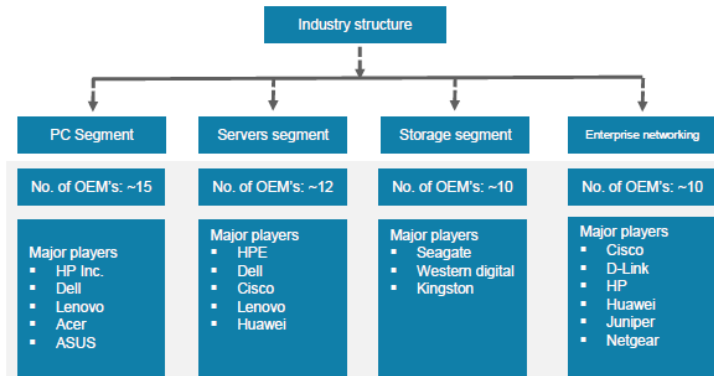 Industry structure
PC Segment
Servers segment
Storage segment
Enterprise networking
No. of OEM's: ~15
No. of OEM's: ~12
No. of OEM's: ~10
No. of OEM's: ~10
Major players
▪ HP Inc.
▪ Dell
▪ Lenovo
▪ Acer
▪ ASUS
Major players
▪ HPE
▪ Dell
▪ Cisco
▪ Lenovo
▪ Huawei
Major players
▪ Seagate
▪ Western digital
▪ Kingston
Major players
▪ Cisco
▪ D-Link
▪ HP
▪ Huawei
▪ Juniper
▪ Netgear